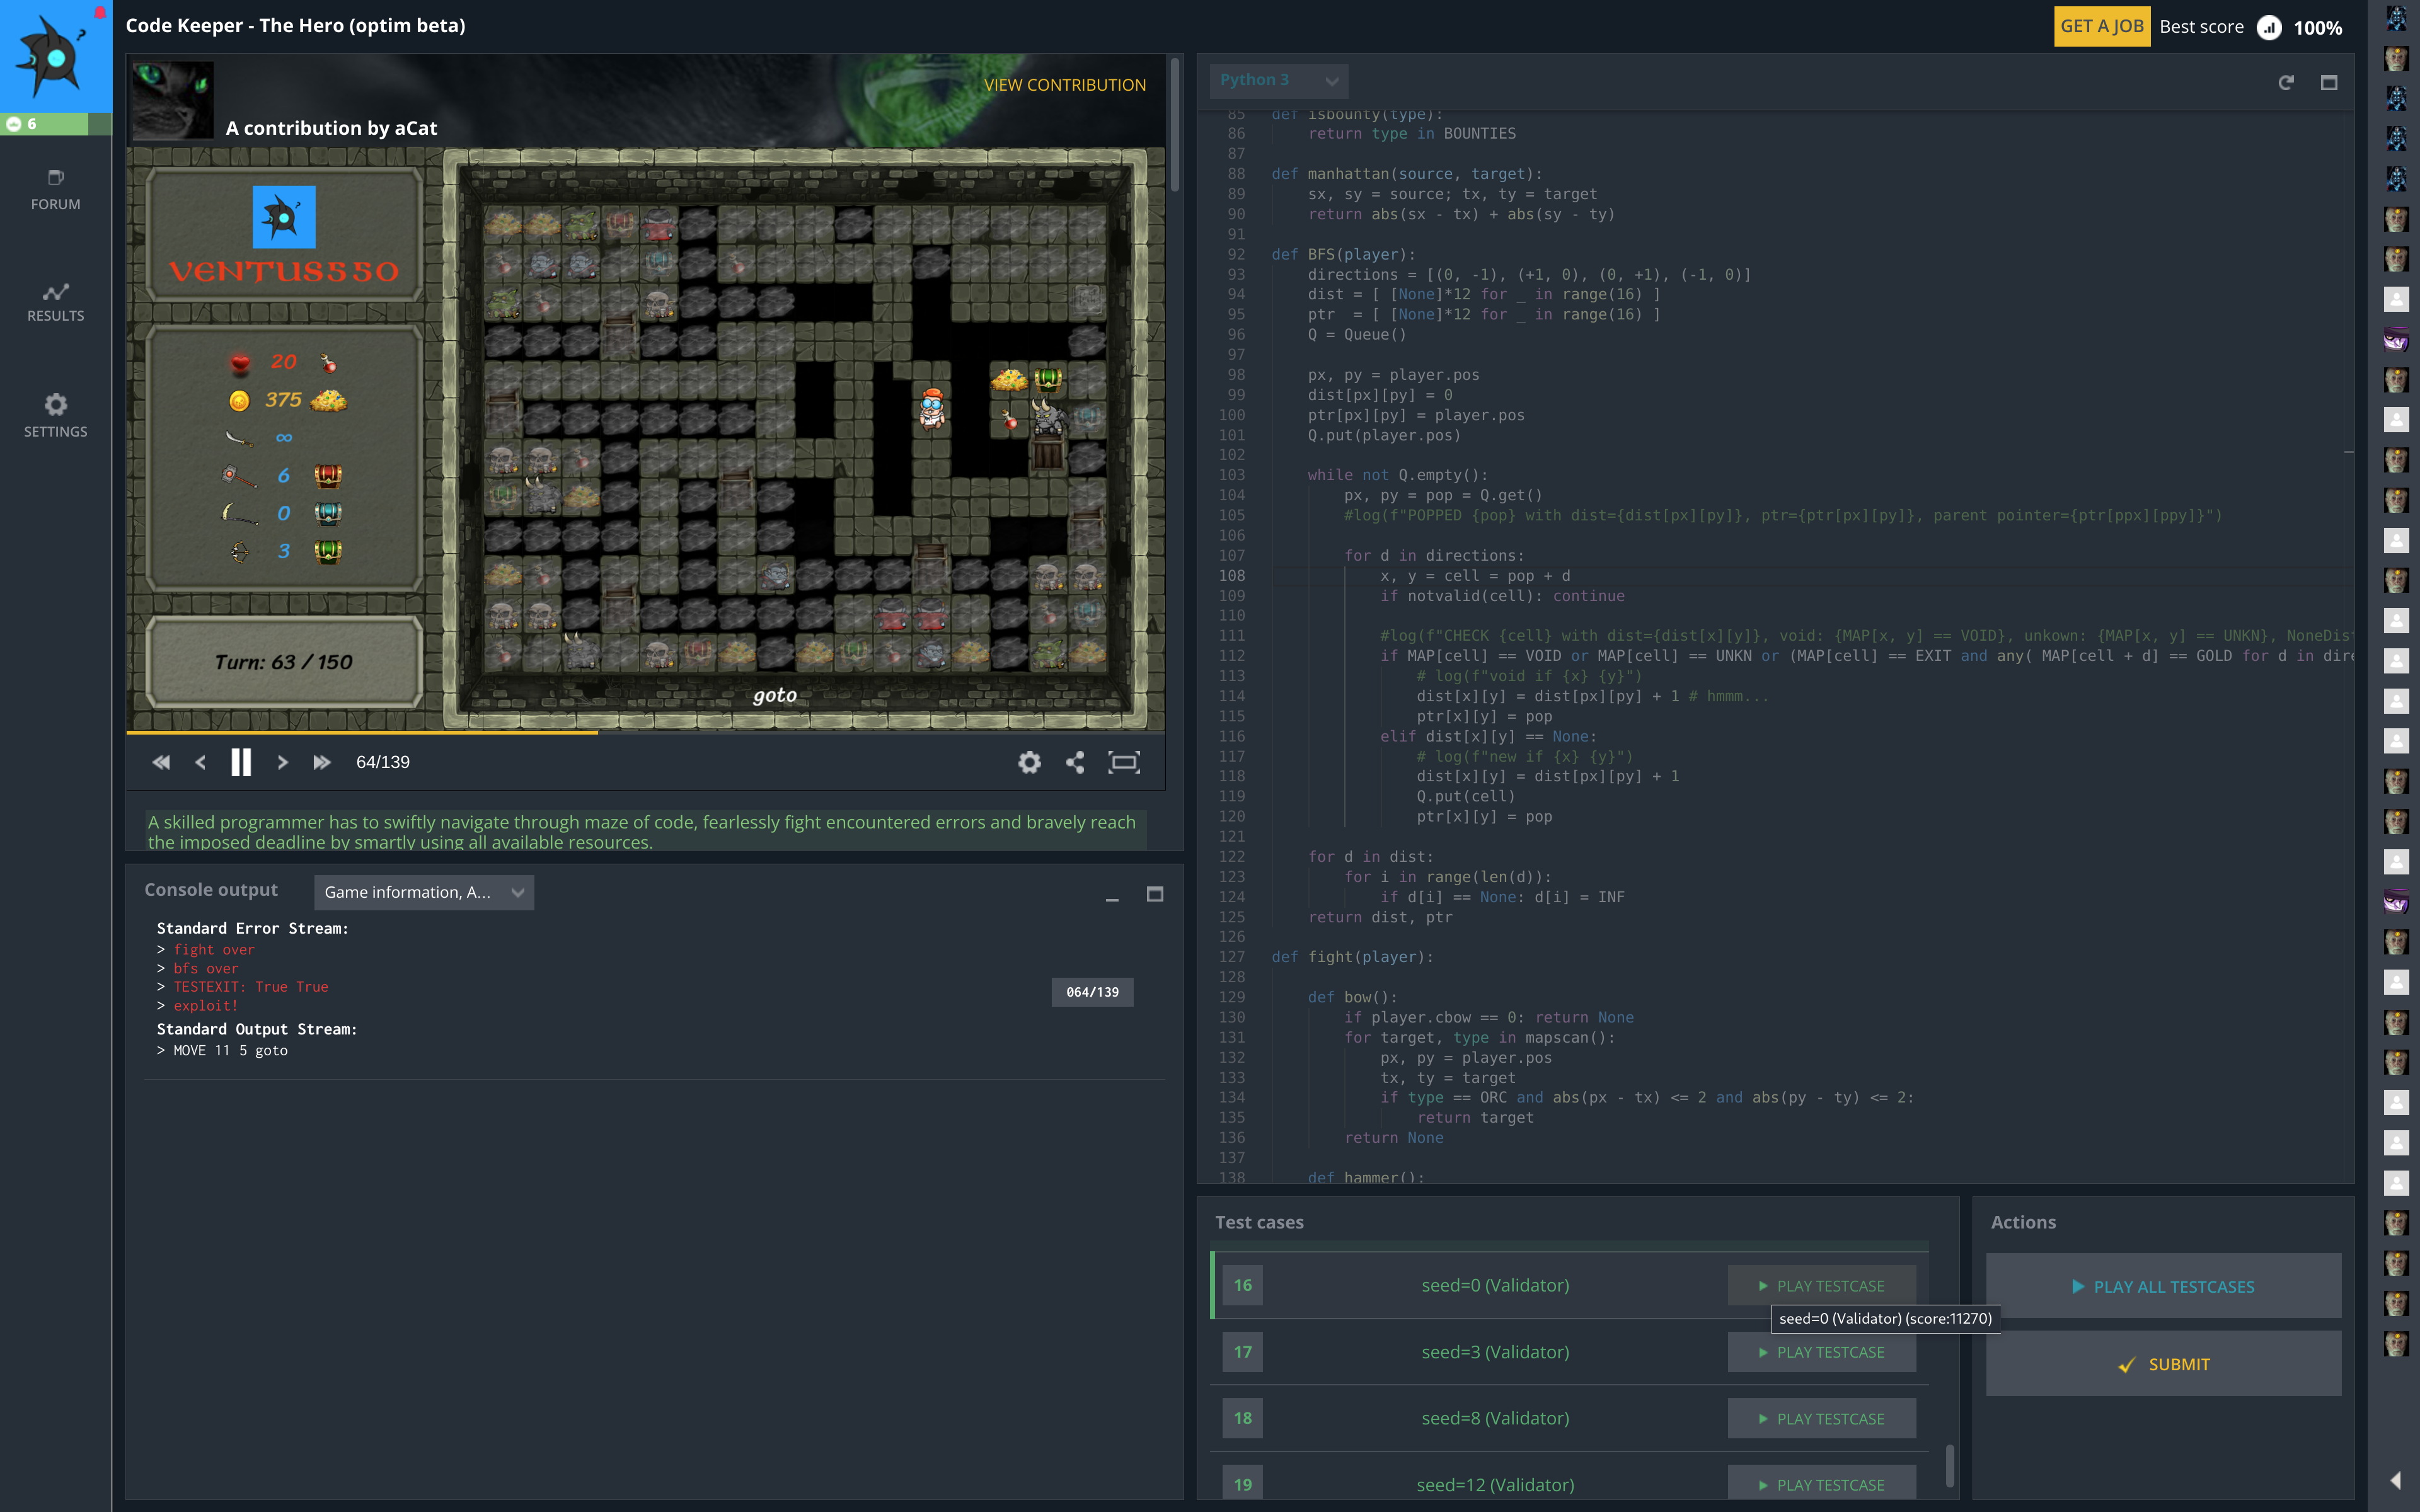 Code Keeper - The Hero (optim beta)
GET A JOB
Best score
100%
6
FORUM
RESULTS
SETTINGS
VIEW CONTRIBUTION
A contribution by aCat
VENTUS550
20
375
∞
6
0
3
Turn: 63 / 150
goto
64/139
A skilled programmer has to swiftly navigate through maze of code, fearlessly fight encountered errors and bravely reach
the imposed deadline by smartly using all available resources.
Console output
Game information, A...
Standard Error Stream:
> fight over
> bfs over
> TESTEXIT: True True
> exploit!
Standard Output Stream:
> MOVE 11 5 goto
064/139
Python 3
85 def isbounty(type):
86 return type in BOUNTIES
87
88 def manhattan(source, target):
89 sx, sy = source; tx, ty = target
90 return abs(sx - tx) + abs(sy - ty)
91
92 def BFS(player):
93 directions = [(0, -1), (+1, 0), (0, +1), (-1, 0)]
94 dist = [ [None]*12 for _ in range(16) ]
95 ptr  = [ [None]*12 for _ in range(16) ]
96 Q = Queue()
97
98 px, py = player.pos
99 dist[px][py] = 0
100 ptr[px][py] = player.pos
101 Q.put(player.pos)
102
103 while not Q.empty():
104 px, py = pop = Q.get()
105 #log(f"POPPED {pop} with dist={dist[px][py]}, ptr={ptr[px][py]}, parent pointer={ptr[ppx][ppy]}")
106
107 for d in directions:
108 x, y = cell = pop + d
109 if notvalid(cell): continue
110
111 #log(f"CHECK {cell} with dist={dist[x][y]}, void: {MAP[x, y] == VOID}, unkown: {MAP[x, y] == UNKN}, NoneDis
112 if MAP[cell] == VOID or MAP[cell] == UNKN or (MAP[cell] == EXIT and any( MAP[cell + d] == GOLD for d in dire
113 # log(f"void if {x} {y}")
114 dist[x][y] = dist[px][py] + 1 # hmmm...
115 ptr[x][y] = pop
116 elif dist[x][y] == None:
117 # log(f"new if {x} {y}")
118 dist[x][y] = dist[px][py] + 1
119 Q.put(cell)
120 ptr[x][y] = pop
121
122 for d in dist:
123 for i in range(len(d)):
124 if d[i] == None: d[i] = INF
125 return dist, ptr
126
127 def fight(player):
128
129 def bow():
130 if player.cbow == 0: return None
131 for target, type in mapscan():
132 px, py = player.pos
133 tx, ty = target
134 if type == ORC and abs(px - tx) <= 2 and abs(py - ty) <= 2:
135 return target
136 return None
137
138 def hammer():
Test cases
16 seed=0 (Validator) PLAY TESTCASE
seed=0 (Validator) (score:11270)
17 seed=3 (Validator) PLAY TESTCASE
18 seed=8 (Validator) PLAY TESTCASE
19 seed=12 (Validator) PLAY TESTCASE
Actions
PLAY ALL TESTCASES
SUBMIT